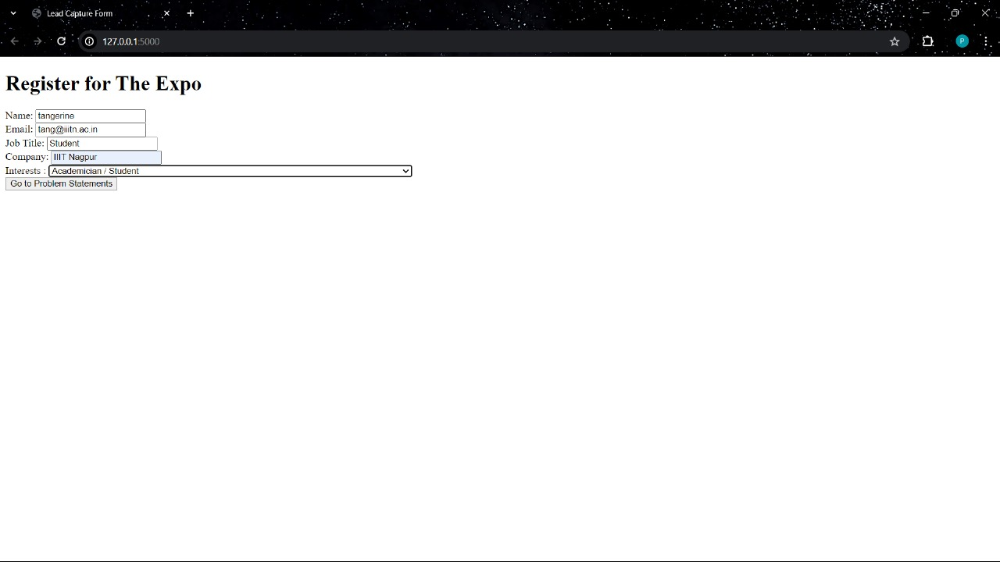 Lead Capture Form
127.0.0.1:5000
P
Register for The Expo
Name: tangerine
Email: tang@iiitn.ac.in
Job Title: Student
Company: IIIT Nagpur
Interests : Academician / Student
Go to Problem Statements